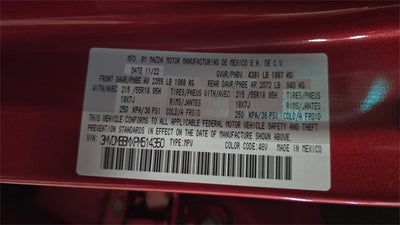 MFD. BY MAZDA MOTOR MANUFACTURING DE MEXICO S.A. DE C.V.
DATE: 11/22 GVWR/PNBV 4381 LB 1987 KG
FRONT GAWR/PNBE AV 2355 LB 1068 KG REAR GAWR/PNBE AR 2072 LB 940 KG
WITH/AVEC 215/55R18 95H TIRES/PNEUS WITH/AVEC 215/55R18 95H TIRES/PNEUS
18X7J RIMS/JANTES 18X7J RIMS/JANTES
250 KPA/36 PSI COLD/A FROID 250 KPA/36 PSI COLD/A FROID
THIS VEHICLE CONFORMS TO ALL APPLICABLE FEDERAL MOTOR VEHICLE SAFETY, BUMPER, AND
THEFT PREVENTION STANDARDS IN EFFECT ON THE DATE OF MANUFACTURE SHOWN ABOVE.
VIN: TYPE: MPV COLOR CODE: 46V MADE IN MEXICO